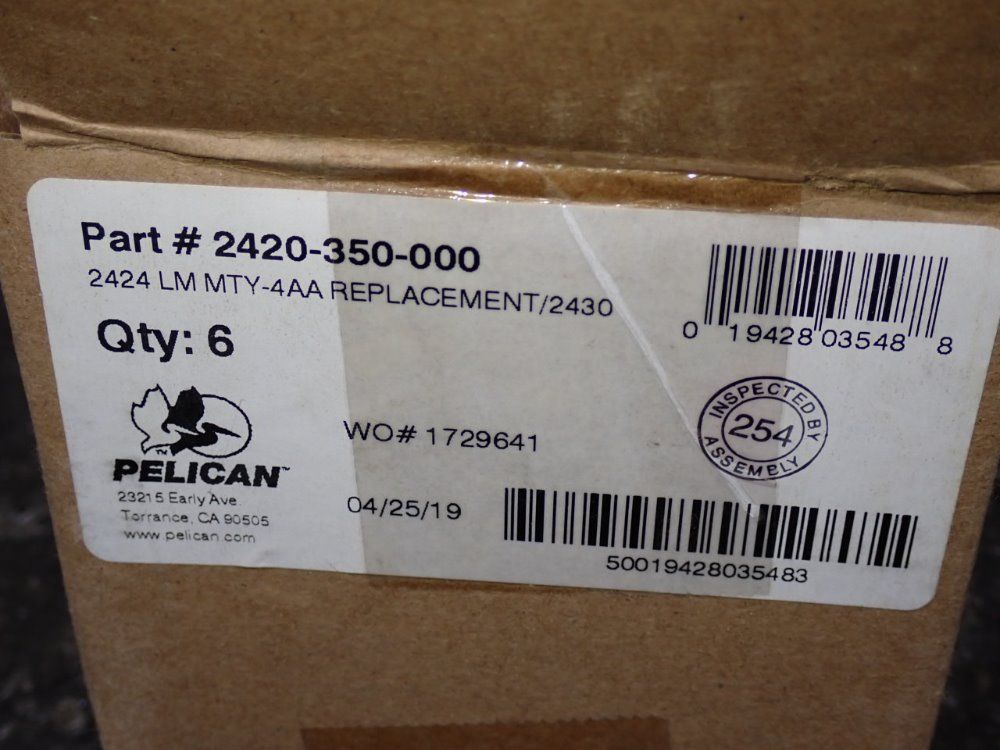 Part # 2420-350-000
2424 LM MTY-4AA REPLACEMENT/2430
Qty: 6
0 19428 03548 8
INSPECTED BY
254
ASSEMBLY
WO# 1729641
PELICAN™
23215 Early Ave.
Torrance, CA 90505
www.pelican.com
04/25/19
50019428035483